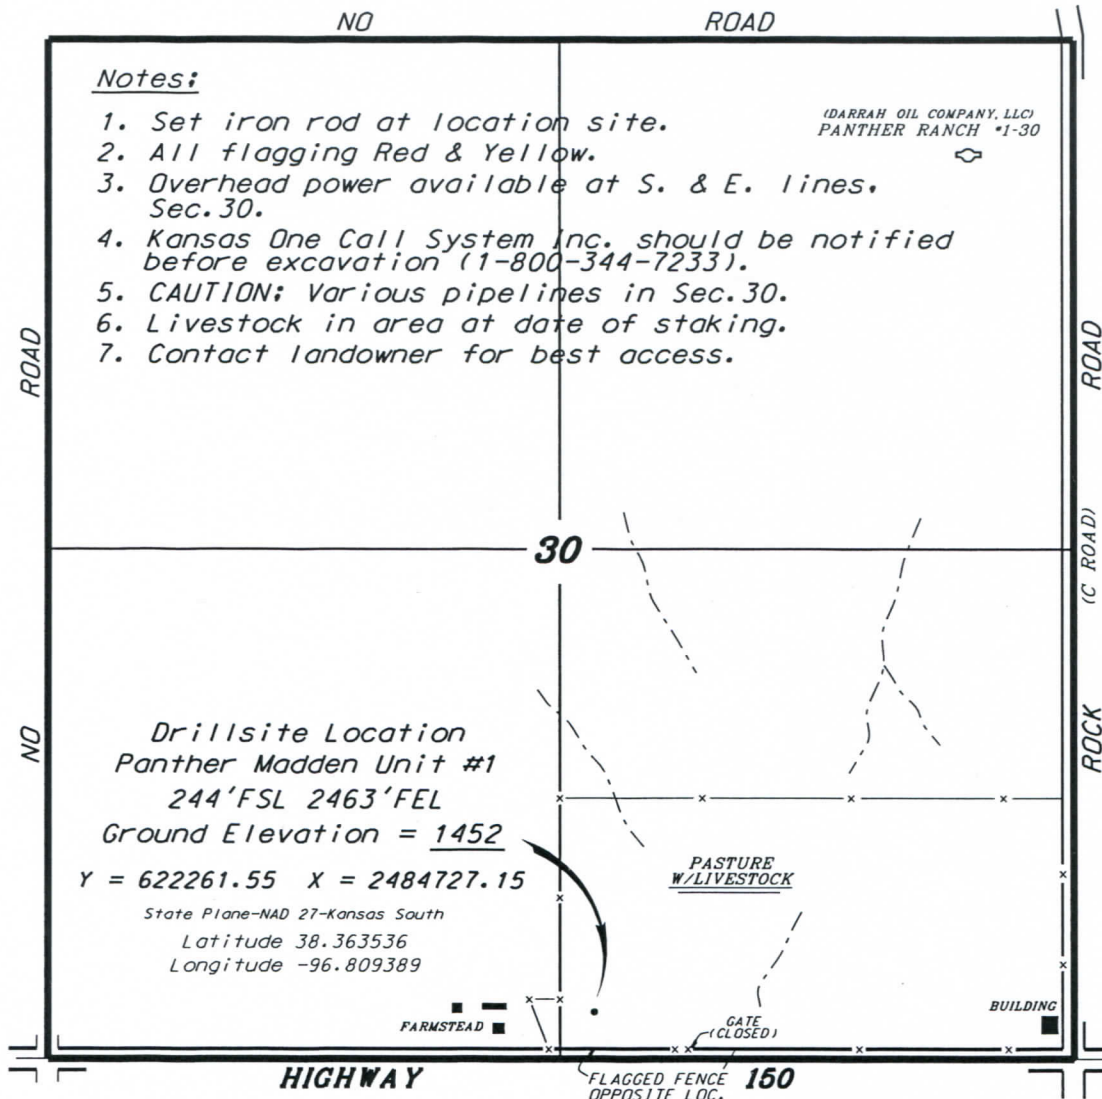 NO ROAD
Notes:
1. Set iron rod at location site.
2. All flagging Red & Yellow.
3. Overhead power available at S. & E. lines,
Sec.30.
4. Kansas One Call System Inc. should be notified
before excavation (1-800-344-7233).
5. CAUTION: Various pipelines in Sec.30.
6. Livestock in area at date of staking.
7. Contact landowner for best access.
(DARRAH OIL COMPANY, LLC)
PANTHER RANCH #1-30
NO ROAD
ROCK (C ROAD) ROAD
30
Drillsite Location
Panther Madden Unit #1
244'FSL 2463'FEL
Ground Elevation = 1452
Y = 622261.55 X = 2484727.15
State Plane-NAD 27-Kansas South
Latitude 38.363536
Longitude -96.809389
PASTURE
W/LIVESTOCK
FARMSTEAD
GATE
(CLOSED)
BUILDING
HIGHWAY 150
FLAGGED FENCE
OPPOSITE LOC.